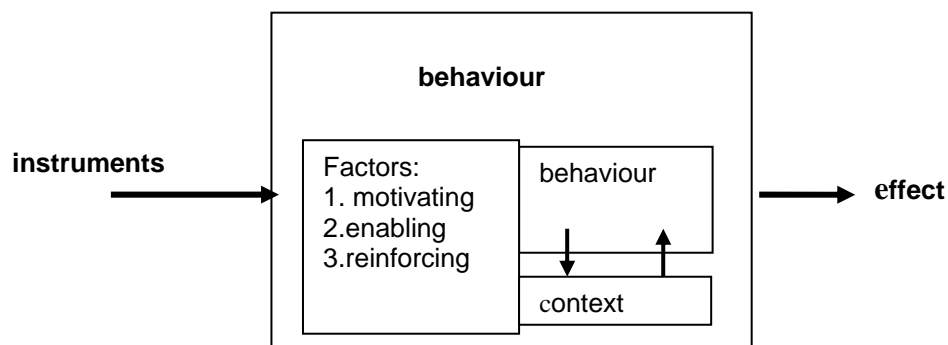 behaviour
instruments
Factors:
1. motivating
2.enabling
3.reinforcing
behaviour
context
effect